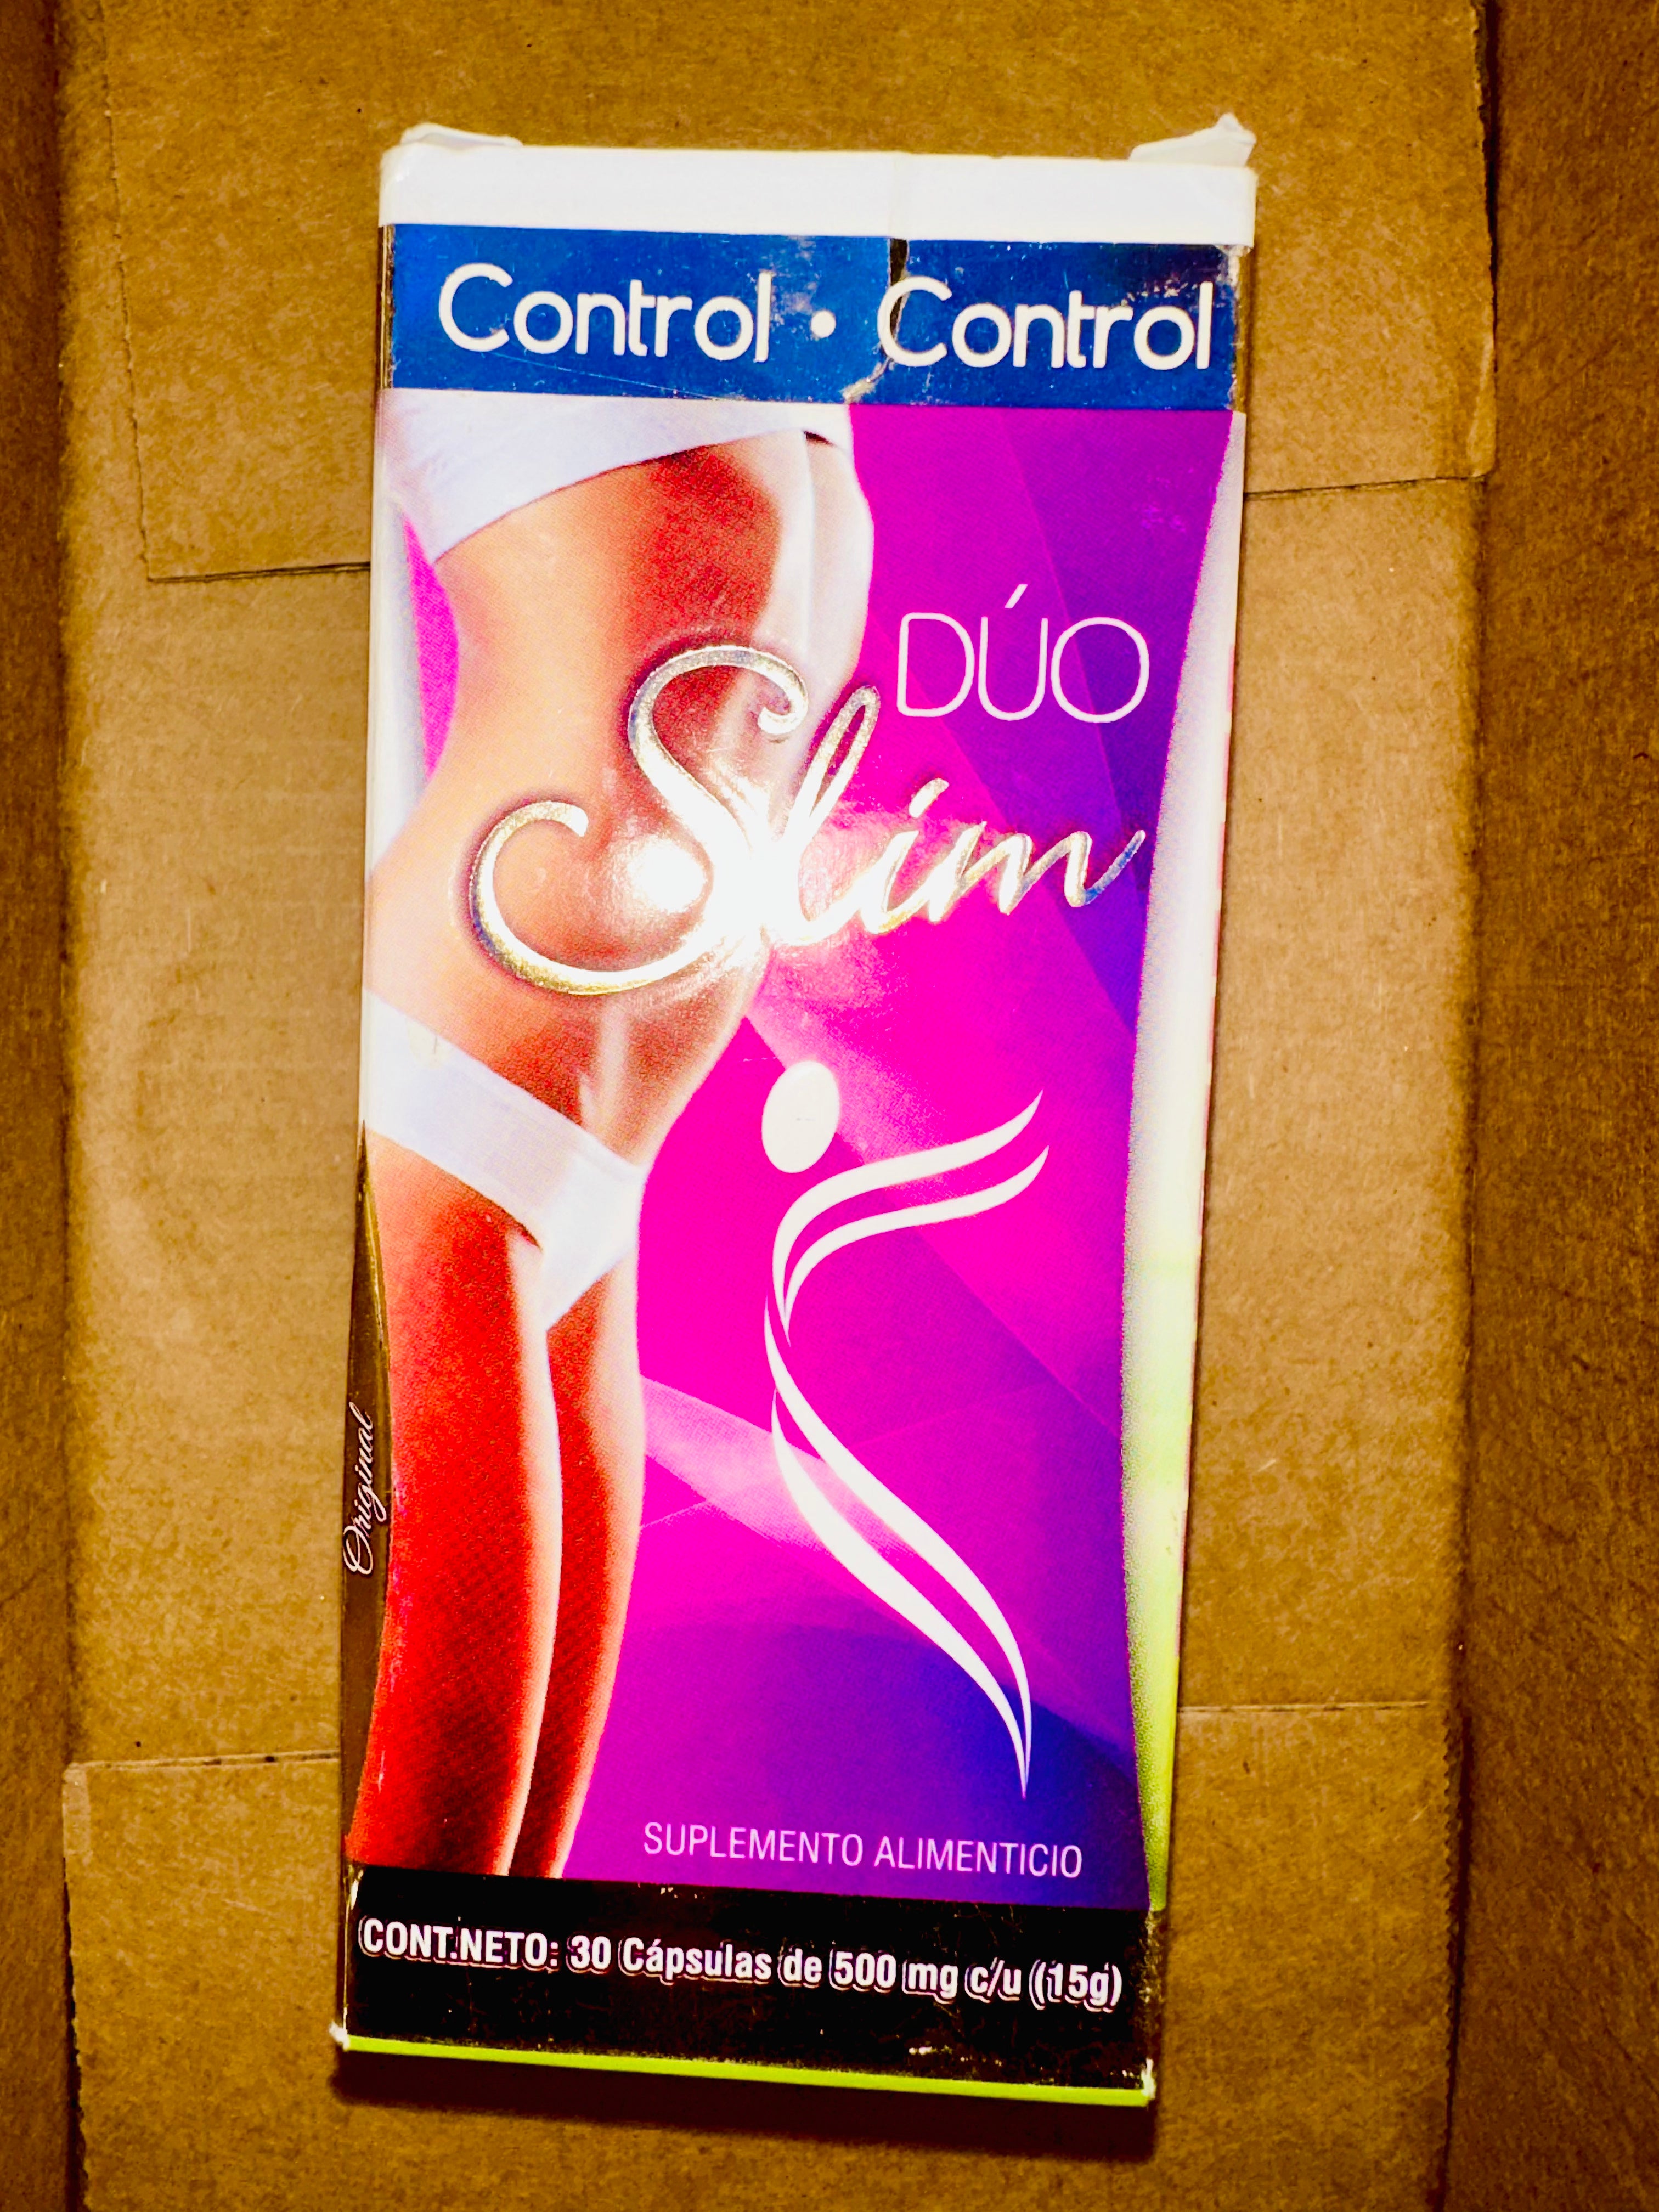 Control • Control
DÚO
Slim
Original
SUPLEMENTO ALIMENTICIO
CONT.NETO: 30 Cápsulas de 500 mg c/u (15g)